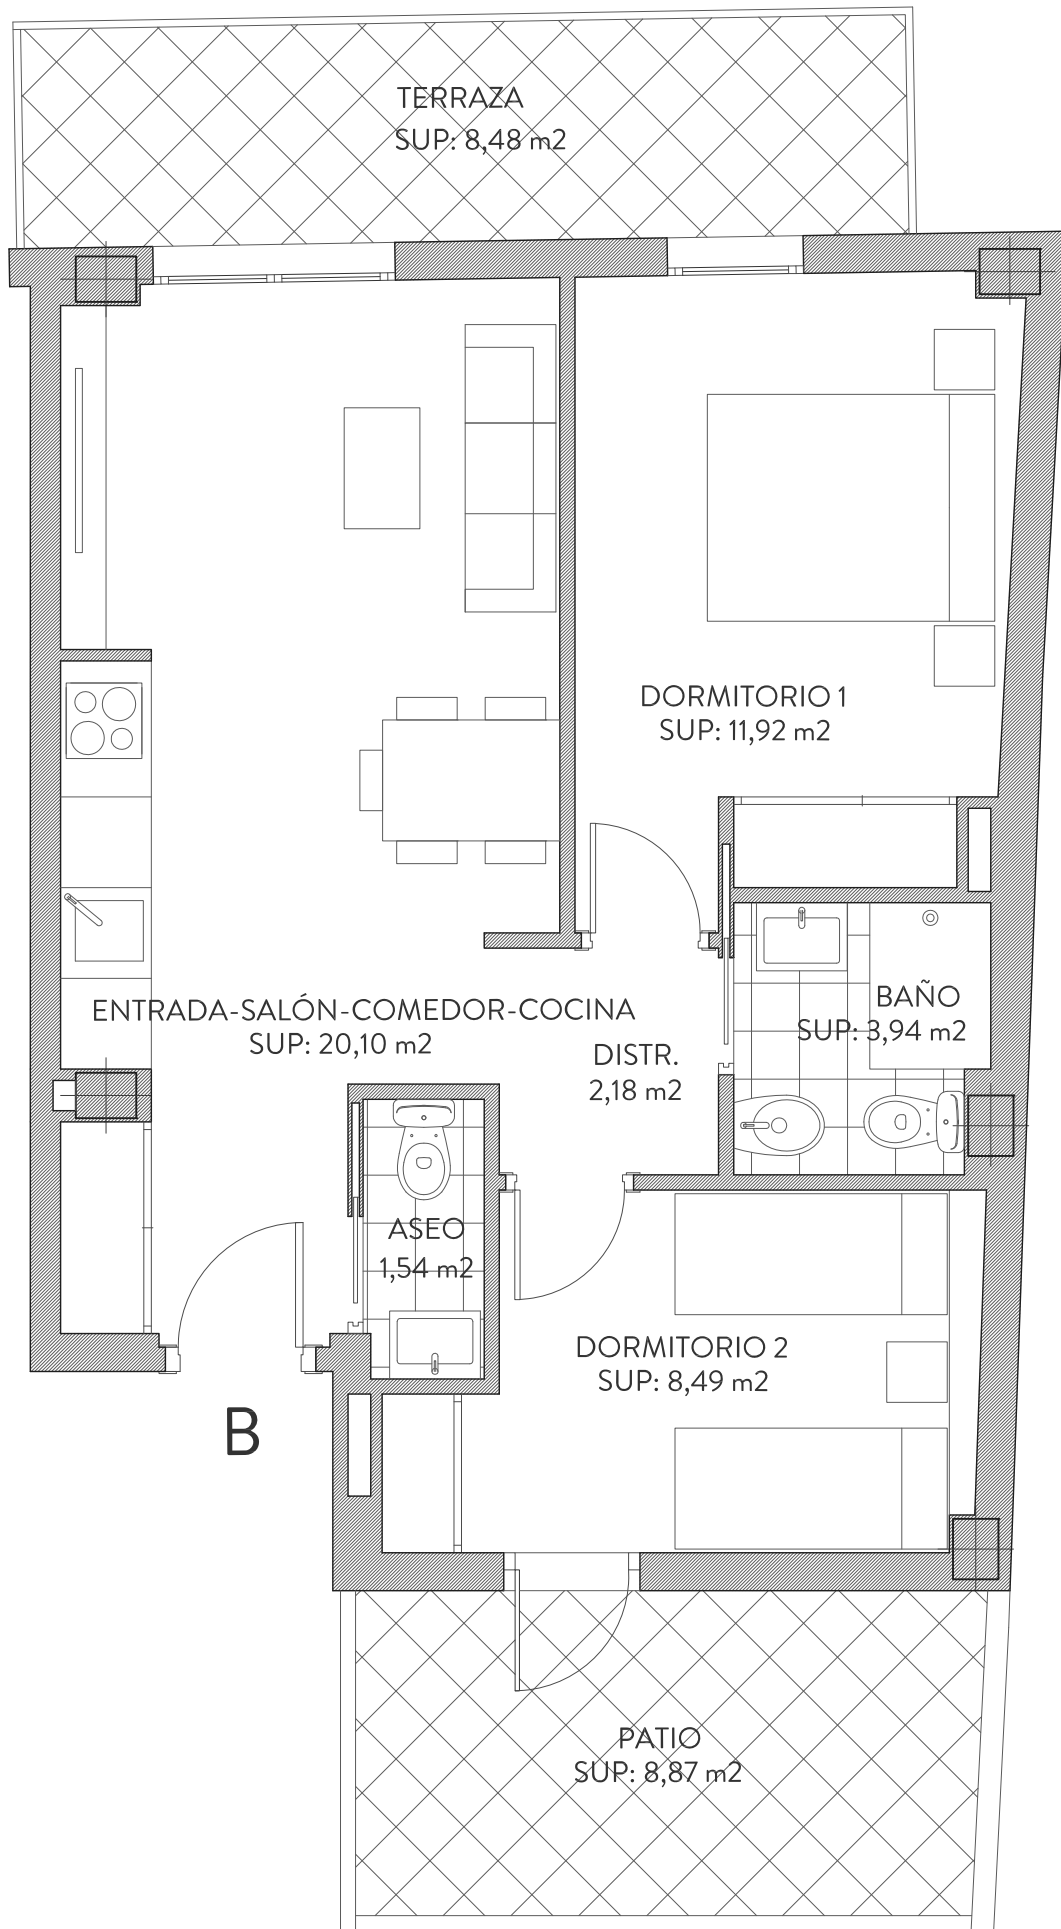 TERRAZA
SUP: 8,48 m2
DORMITORIO 1
SUP: 11,92 m2
ENTRADA-SALÓN-COMEDOR-COCINA
SUP: 20,10 m2
BAÑO
SUP: 3,94 m2
DISTR.
2,18 m2
ASEO
1,54 m2
DORMITORIO 2
SUP: 8,49 m2
B
PATIO
SUP: 8,87 m2